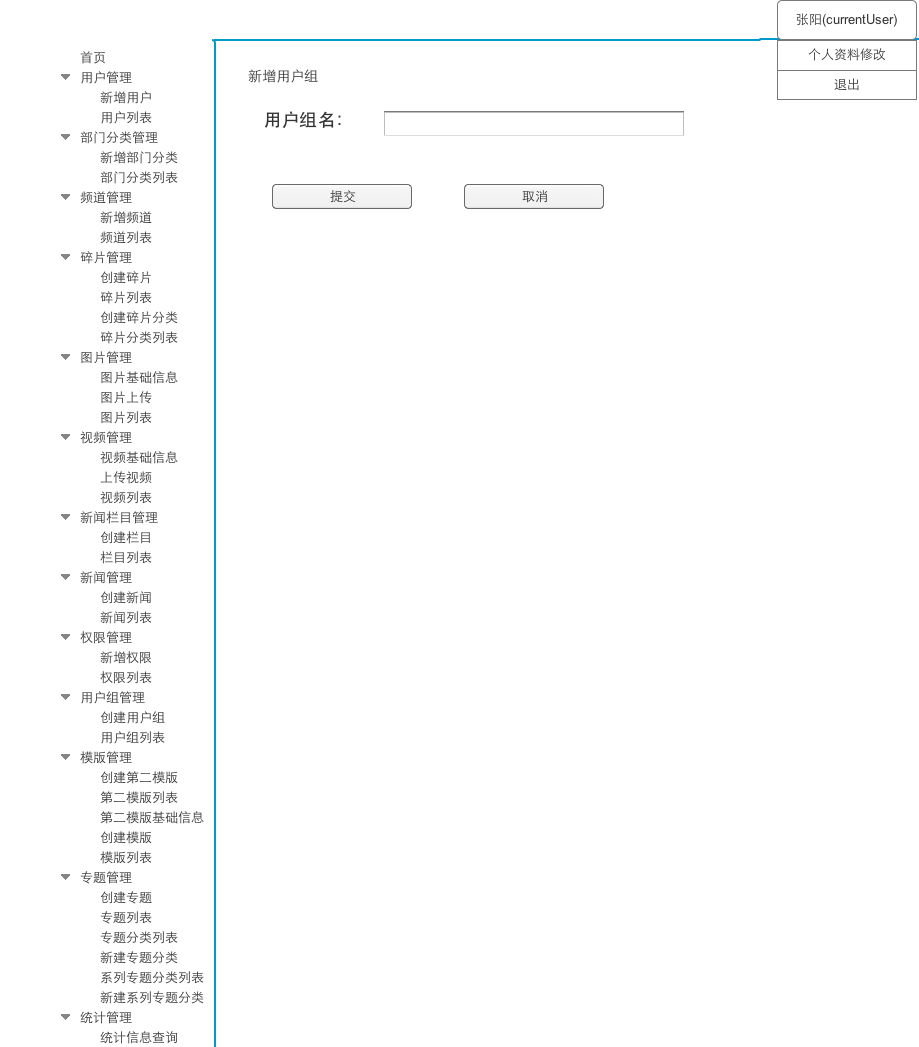 张阳(currentUser)
个人资料修改
退出
首页
用户管理
新增用户
用户列表
部门分类管理
新增部门分类
部门分类列表
频道管理
新增频道
频道列表
碎片管理
创建碎片
碎片列表
创建碎片分类
碎片分类列表
图片管理
图片基础信息
图片上传
图片列表
视频管理
视频基础信息
上传视频
视频列表
新闻栏目管理
创建栏目
栏目列表
新闻管理
创建新闻
新闻列表
权限管理
新增权限
权限列表
用户组管理
创建用户组
用户组列表
模版管理
创建第二模版
第二模版列表
第二模版基础信息
创建模版
模版列表
专题管理
创建专题
专题列表
专题分类列表
新建专题分类
系列专题分类列表
新建系列专题分类
统计管理
统计信息查询
新增用户组
用户组名：
提交 取消